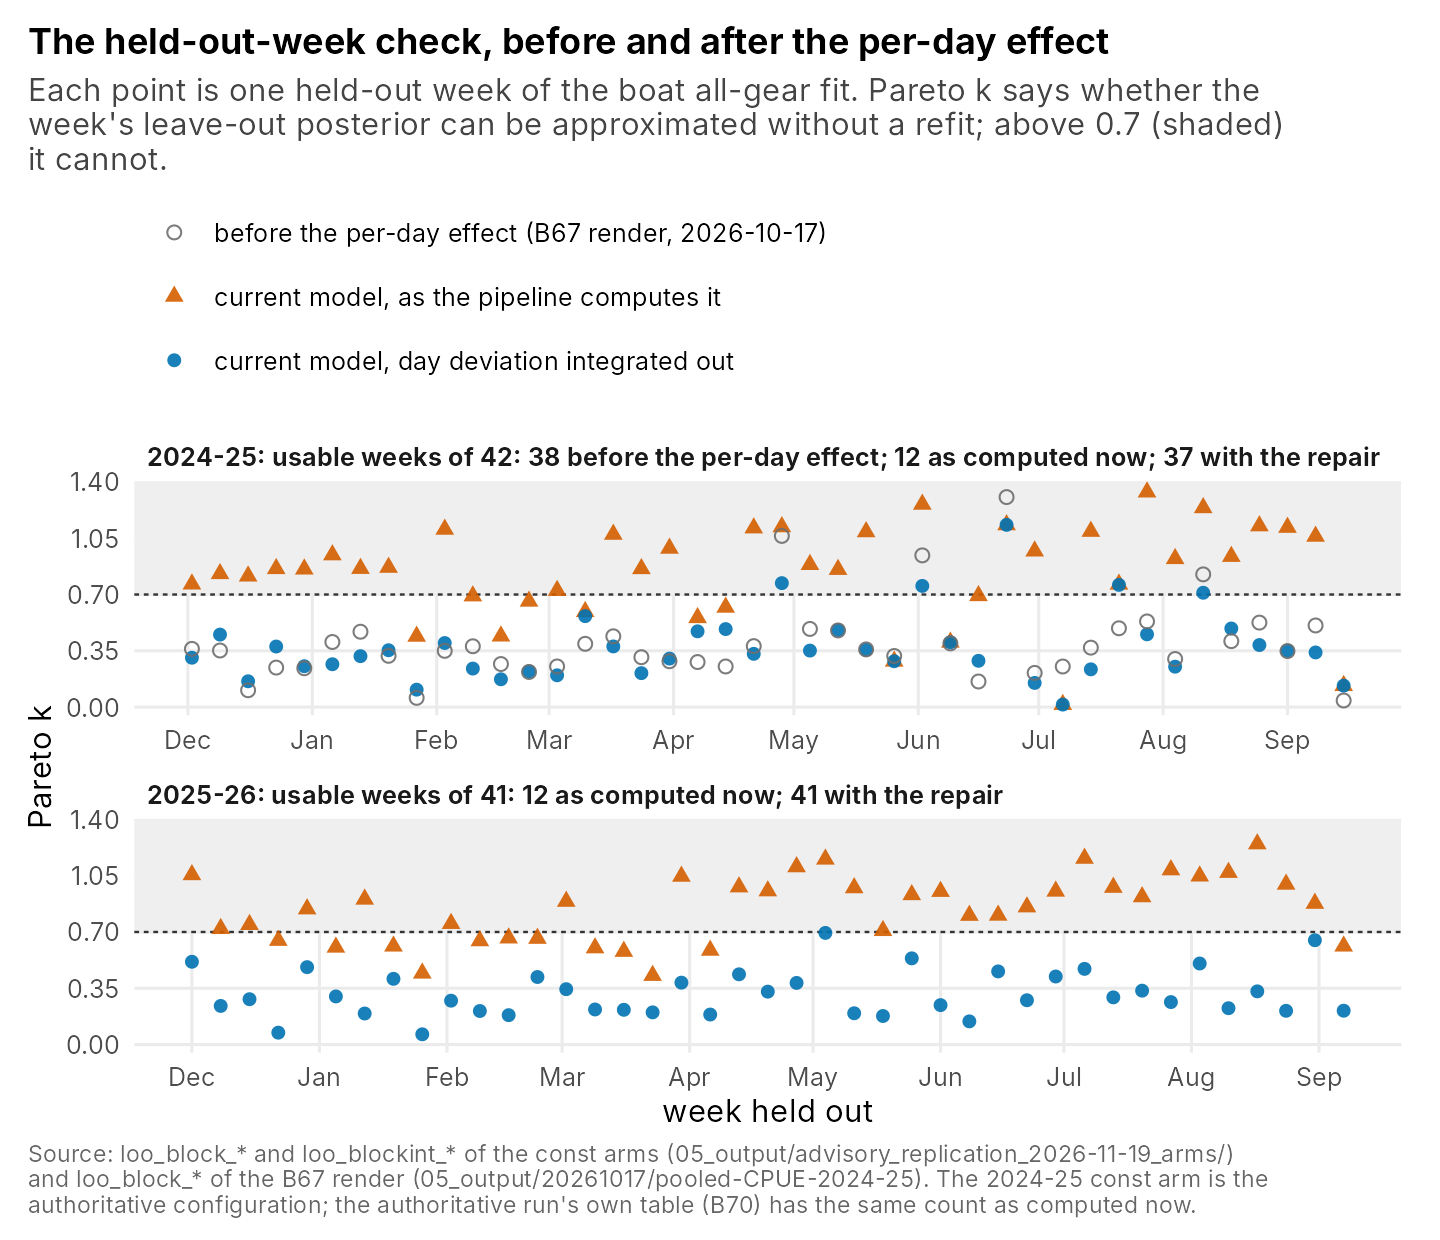 The held-out-week check, before and after the per-day effect
Each point is one held-out week of the boat all-gear fit. Pareto k says whether the
week's leave-out posterior can be approximated without a refit; above 0.7 (shaded)
it cannot.
before the per-day effect (B67 render, 2026-10-17)
current model, as the pipeline computes it
current model, day deviation integrated out
2024-25: usable weeks of 42: 38 before the per-day effect; 12 as computed now; 37 with the repair
1.40
1.05
0.70
0.35
0.00
Dec Jan Feb Mar Apr May Jun Jul Aug Sep
Pareto k
2025-26: usable weeks of 41: 12 as computed now; 41 with the repair
1.40
1.05
0.70
0.35
0.00
Dec Jan Feb Mar Apr May Jun Jul Aug Sep
week held out
Source: loo_block_* and loo_blockint_* of the const arms (05_output/advisory_replication_2026-11-19_arms/)
and loo_block_* of the B67 render (05_output/20261017/pooled-CPUE-2024-25). The 2024-25 const arm is the
authoritative configuration; the authoritative run's own table (B70) has the same count as computed now.